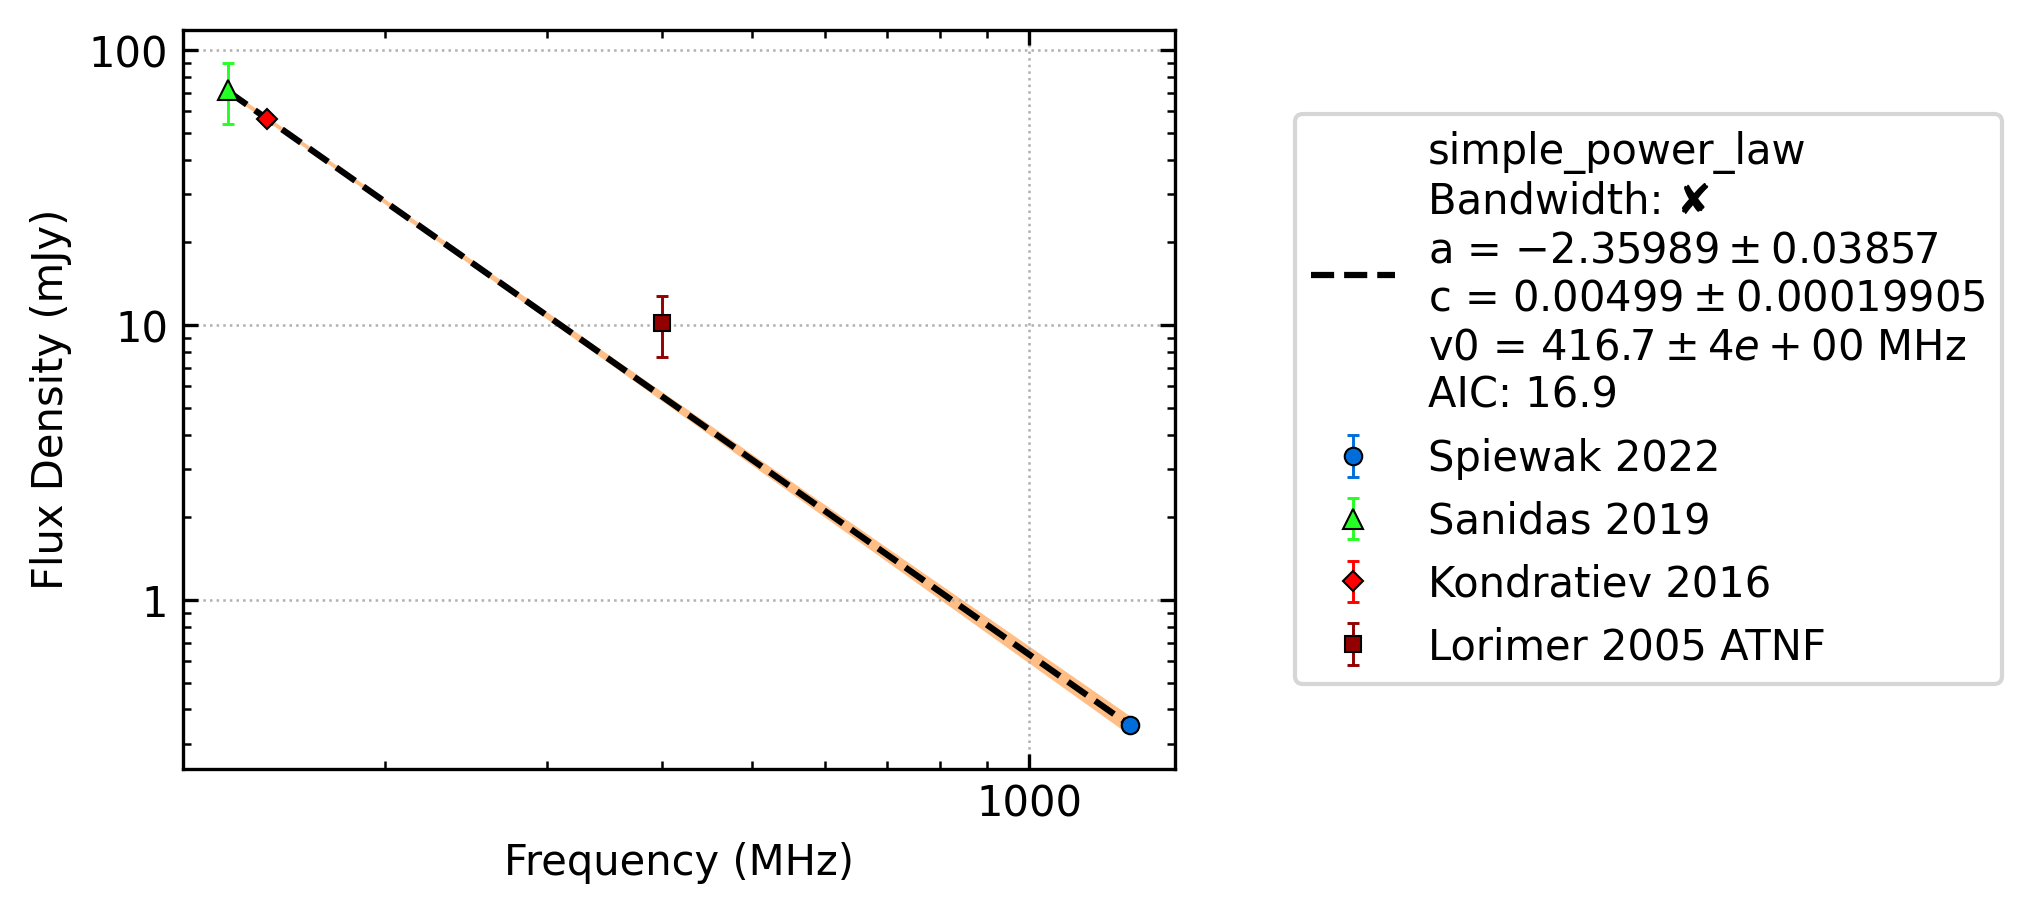 100
10
1
Flux Density (mJy)
1000
Frequency (MHz)
simple_power_law
Bandwidth: ✘
a = −2.35989 ± 0.03857
c = 0.00499 ± 0.00019905
v0 = 416.7 ± 4e + 00 MHz
AIC: 16.9
Spiewak 2022
Sanidas 2019
Kondratiev 2016
Lorimer 2005 ATNF